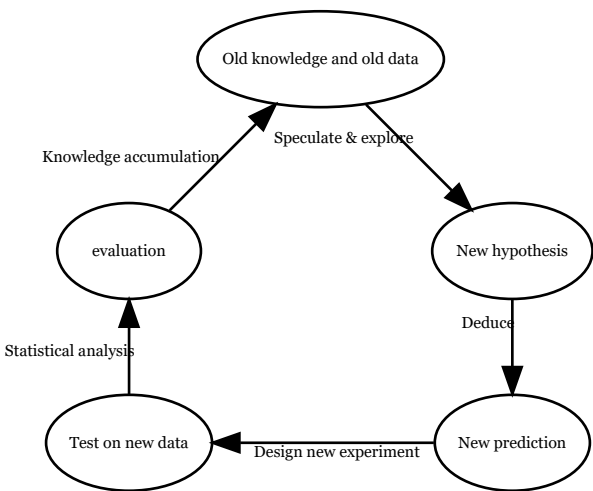 Old knowledge and old data
Speculate & explore
Knowledge accumulation
evaluation
New hypothesis
Deduce
Statistical analysis
Test on new data
Design new experiment
New prediction